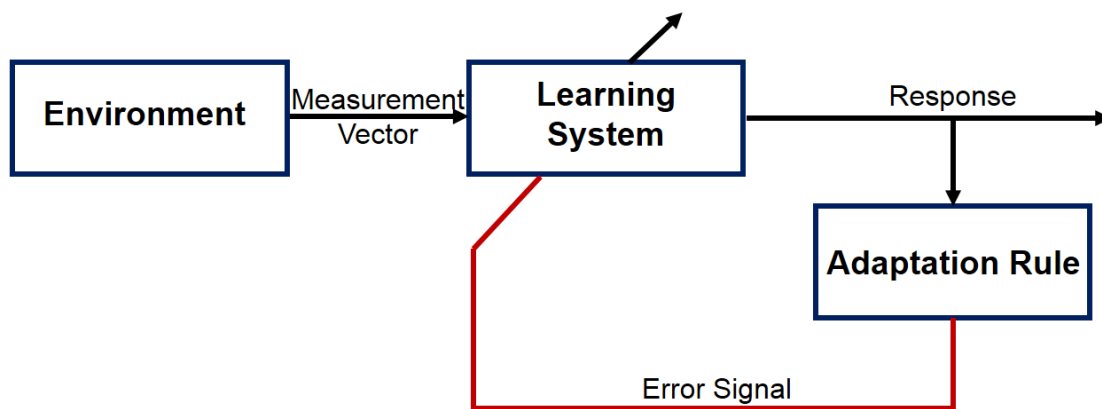 Environment
Measurement
Vector
Learning
System
Response
Adaptation Rule
Error Signal